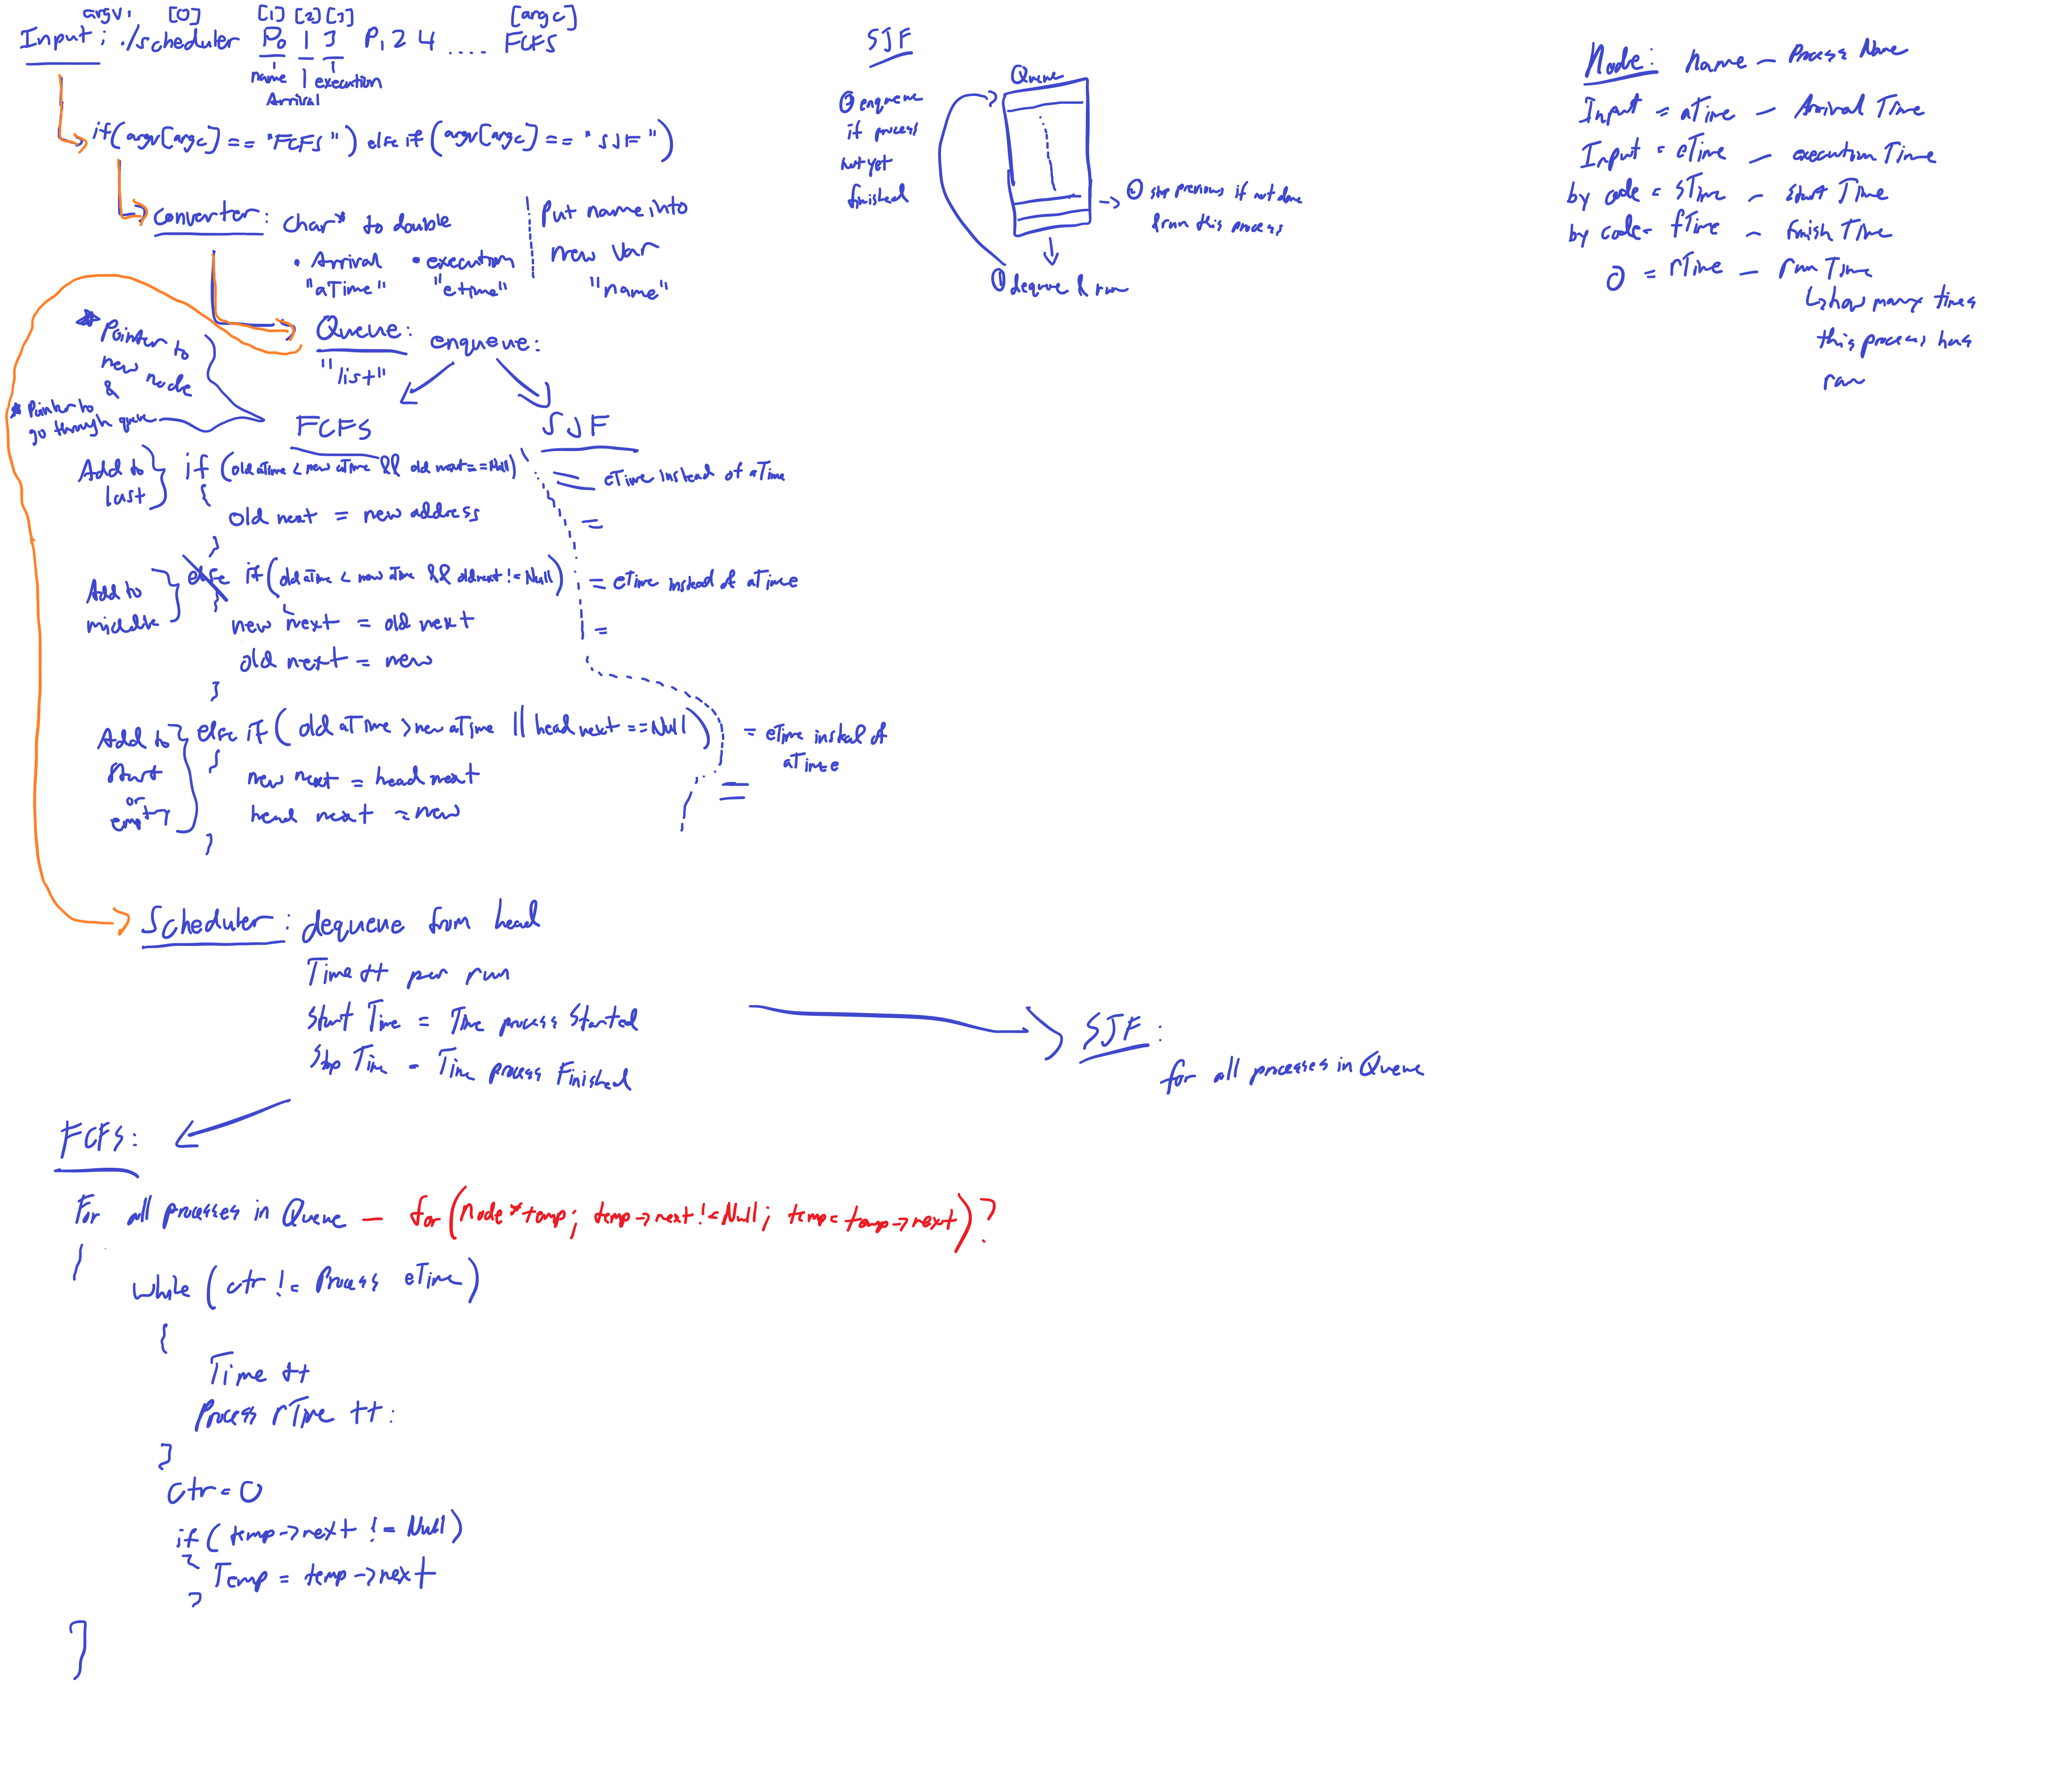 argv: [0] [1] [2] [3] [argc]
Input: ./scheduler P0 1 3 P1 2 4 .... FCFS
name execution
Arrival
if(argv[argc] == "FCFS") else if(argv[argc] == "SJF")
Converter: char* to double
• Arrival • execution
"aTime" "etime"
Put name into
new var
"name"
Queue: enqueue:
"list"
* Pointer to
new node
&
* Pointer to
go through queue
FCFS SJF
Add to
last
if (old aTime < new aTime && old next == Null)
{
old next = new address
}
= eTime instead of aTime
=
Add to
middle
else if (old aTime < new aTime && old next != Null)
{
new next = old next
old next = new
}
= eTime instead of aTime
=
Add to
start
or
empty
else if (old aTime > new aTime || head next == Null)
{
new next = head next
head next = new
}
= eTime instead of
aTime
=
Scheduler: dequeue from head
Time ++ per run
Start Time = Time process started
Stop Time = Time process Finished
FCFS:
For all processes in Queue — for(node *temp; temp->next != Null; temp = temp->next)?
{
while (ctr != Process eTime)
{
Time ++
Process rTime ++:
}
ctr = 0
if (temp->next != Null)
{ Temp = temp->next
}
}
SJF:
for all processes in Queue
SJF
Queue
③ enqueue
if process
not yet
finished
② stop previous if not done
& run this process
① dequeue & run
Node: name — Process Name
Input = aTime — Arrival Time
Input = eTime — execution Time
by code = sTime — start Time
by code = fTime — finish Time
0 = rTime — run Time
↳ how many times
this process has
ran